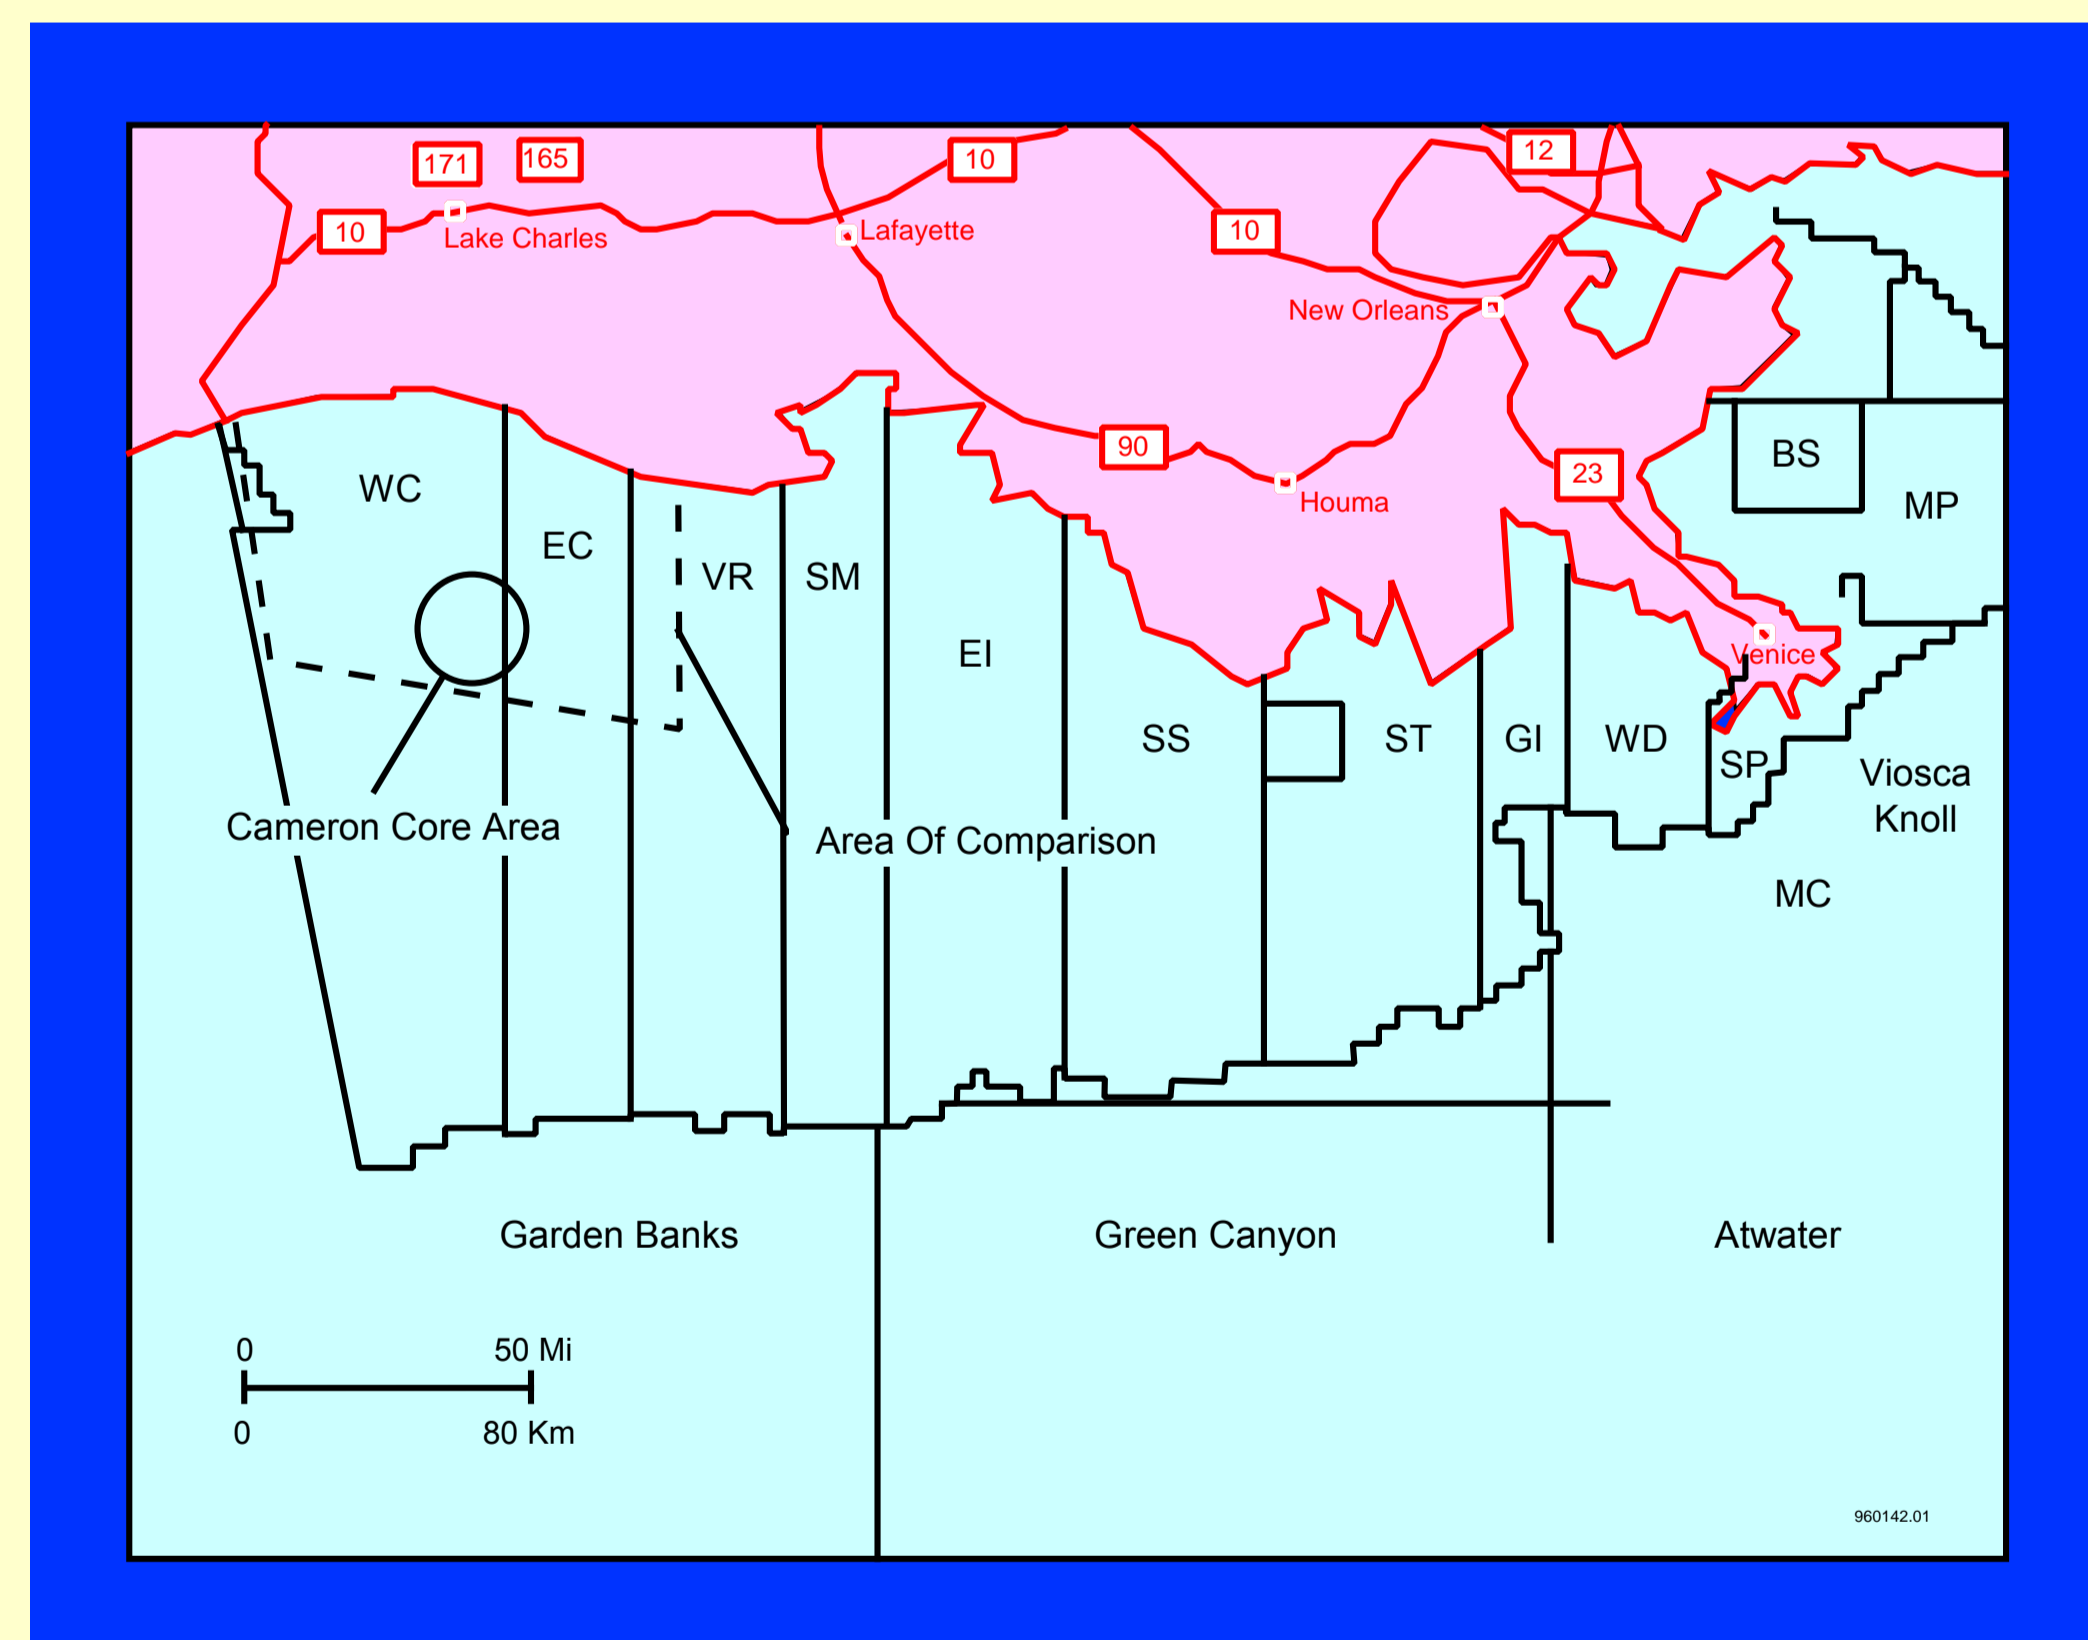 171
165
10
12
10
Lake Charles
Lafayette
10
New Orleans
90
Houma
23
BS
WC
MP
EC
VR
SM
EI
Venice
SS
ST
GI
WD
SP
Viosca
Knoll
Cameron Core Area
Area Of Comparison
MC
Garden Banks
Green Canyon
Atwater
0 50 Mi
0 80 Km
960142.01